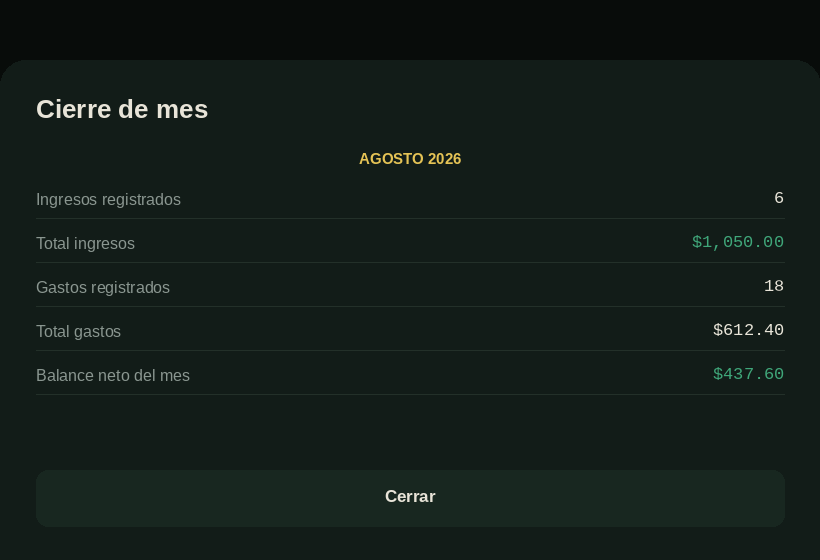 Cierre de mes
AGOSTO 2026
Ingresos registrados 6
Total ingresos $1,050.00
Gastos registrados 18
Total gastos $612.40
Balance neto del mes $437.60
Cerrar